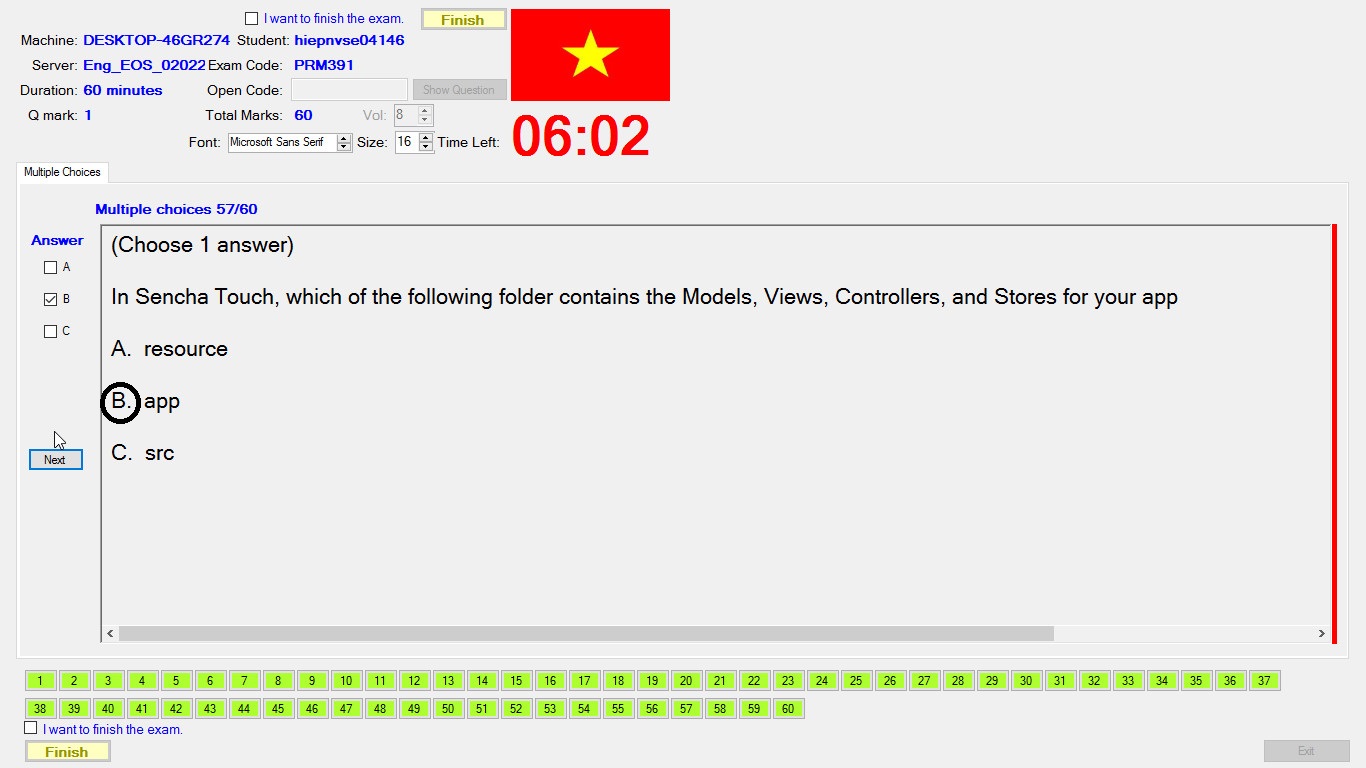 I want to finish the exam. Finish
Machine: DESKTOP-46GR274 Student: hiepnvse04146
Server: Eng_EOS_02022 Exam Code: PRM391
Duration: 60 minutes Open Code: Show Question
Q mark: 1 Total Marks: 60 Vol: 8
Font: Microsoft Sans Serif Size: 16 Time Left: 06:02
Multiple Choices
Multiple choices 57/60
Answer
A
B
C
Next
(Choose 1 answer)
In Sencha Touch, which of the following folder contains the Models, Views, Controllers, and Stores for your app
A. resource
B. app
C. src
1 2 3 4 5 6 7 8 9 10 11 12 13 14 15 16 17 18 19 20 21 22 23 24 25 26 27 28 29 30 31 32 33 34 35 36 37
38 39 40 41 42 43 44 45 46 47 48 49 50 51 52 53 54 55 56 57 58 59 60
I want to finish the exam.
Finish Exit